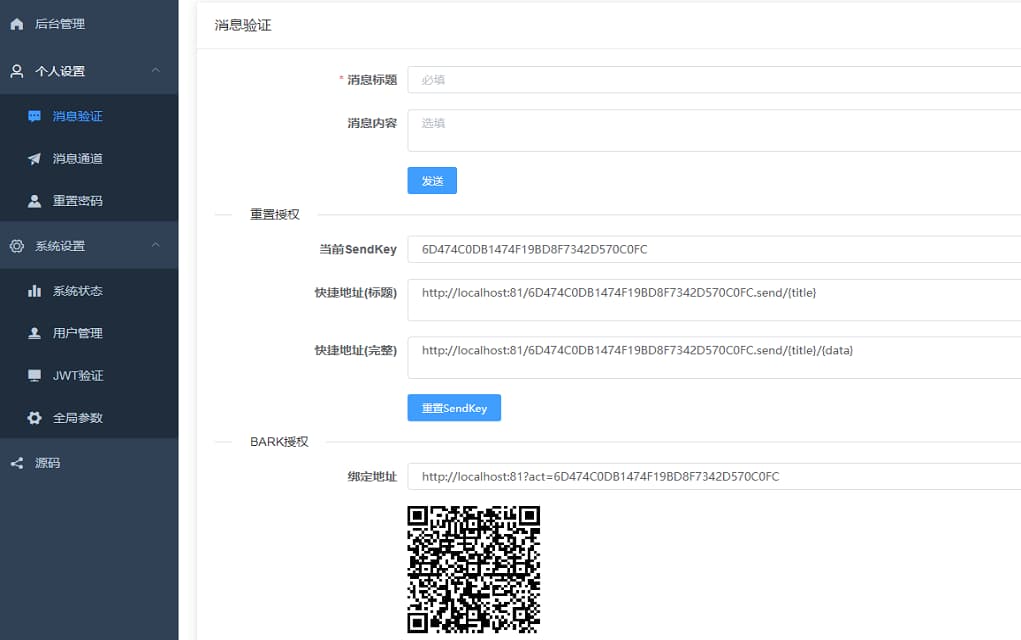 后台管理
个人设置
消息验证
消息通道
重置密码
系统设置
系统状态
用户管理
JWT验证
全局参数
源码
消息验证
* 消息标题 必填
消息内容 选填
发送
重置授权
当前SendKey 6D474C0DB1474F19BD8F7342D570C0FC
快捷地址(标题) http://localhost:81/6D474C0DB1474F19BD8F7342D570C0FC.send/{title}
快捷地址(完整) http://localhost:81/6D474C0DB1474F19BD8F7342D570C0FC.send/{title}/{data}
重置SendKey
BARK授权
绑定地址 http://localhost:81?act=6D474C0DB1474F19BD8F7342D570C0FC